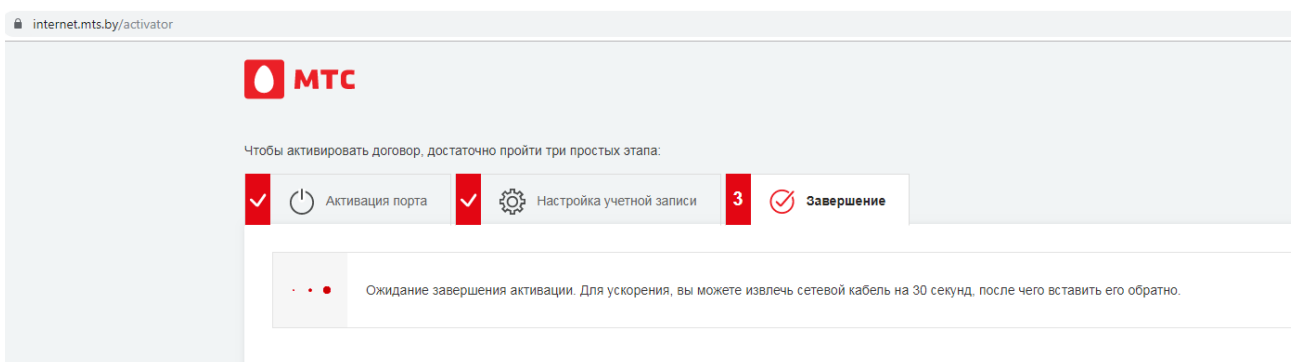 internet.mts.by/activator
МТС
Чтобы активировать договор, достаточно пройти три простых этапа:
Активация порта
Настройка учетной записи
3 Завершение
Ожидание завершения активации. Для ускорения, вы можете извлечь сетевой кабель на 30 секунд, после чего вставить его обратно.